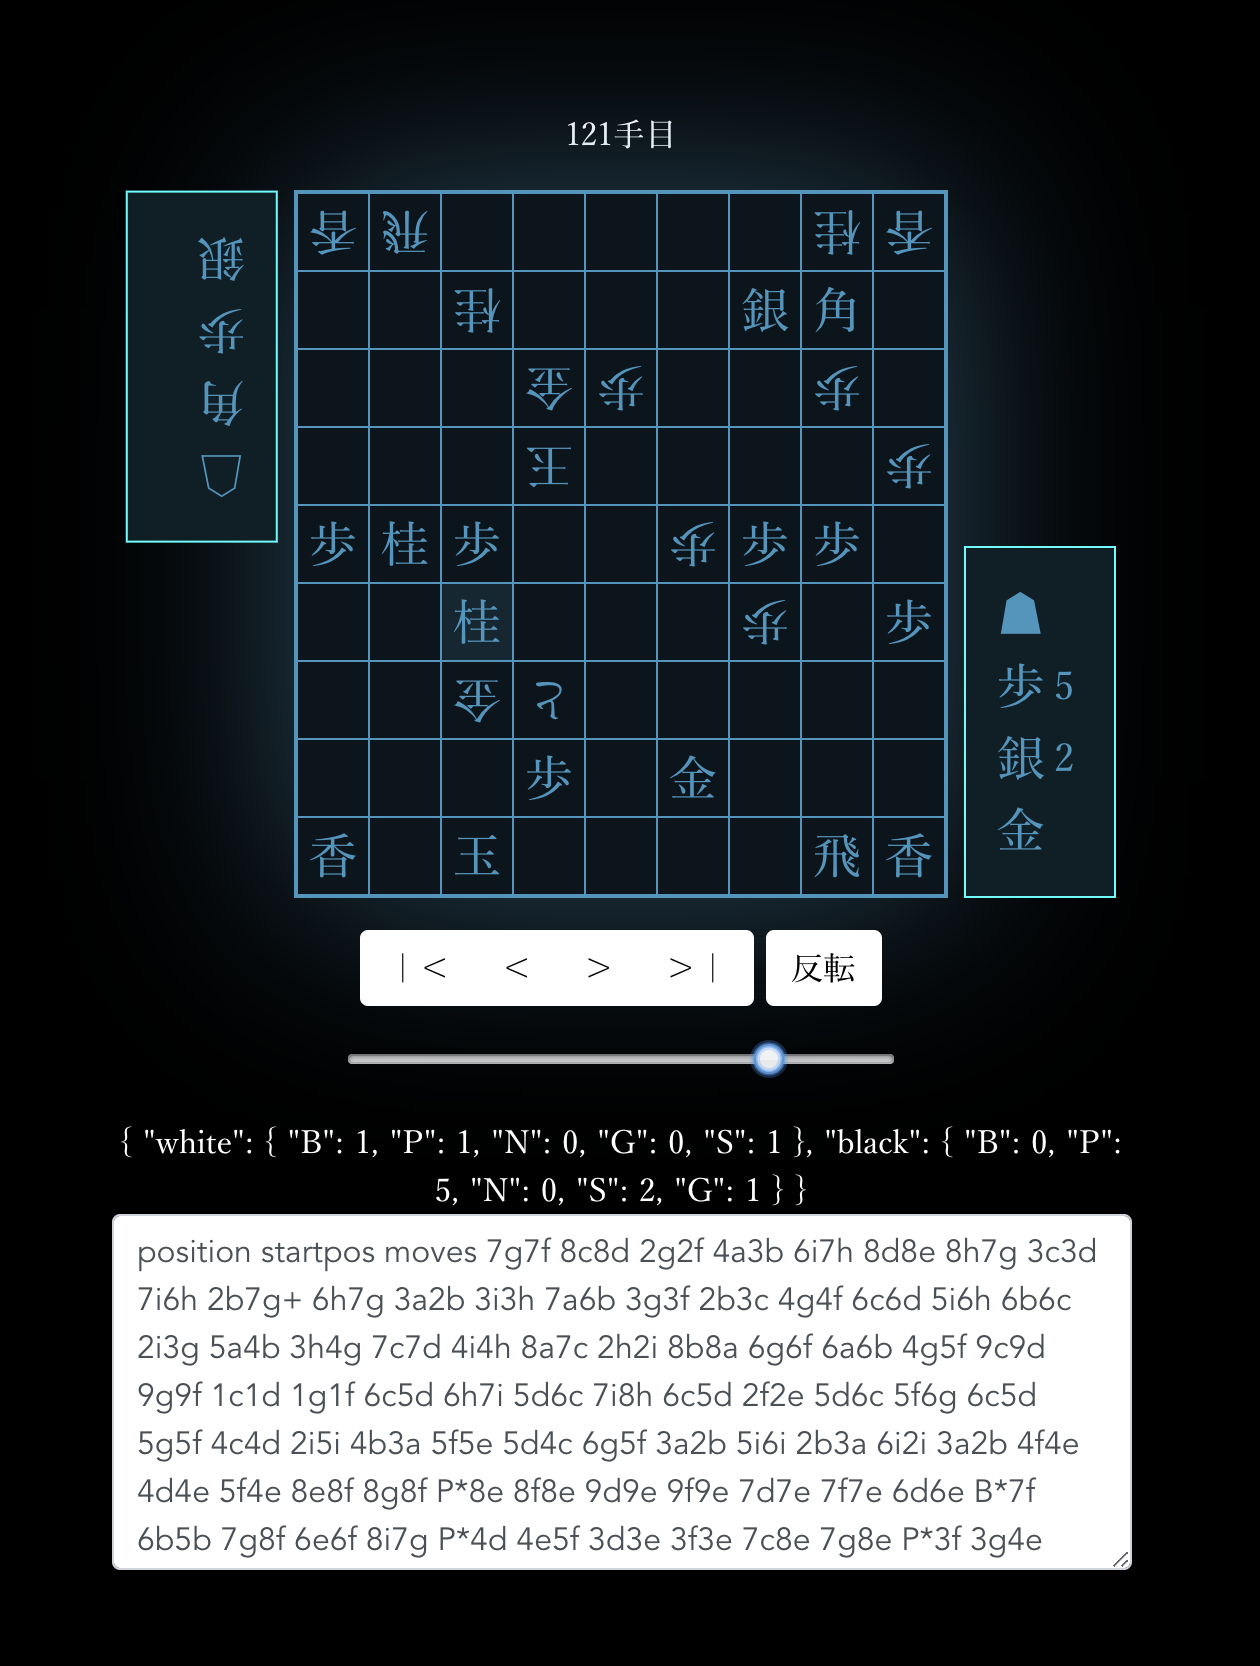 121手目
銀
歩
角
香 飛 桂 香
桂 銀 角
金 歩 歩
王 歩
歩 桂 歩 歩 歩 歩
桂 歩 歩
金 と
歩 金
香 玉 飛 香
歩 5
銀 2
金
|< < > >| 反転
{ "white": { "B": 1, "P": 1, "N": 0, "G": 0, "S": 1 }, "black": { "B": 0, "P":
5, "N": 0, "S": 2, "G": 1 } }
position startpos moves 7g7f 8c8d 2g2f 4a3b 6i7h 8d8e 8h7g 3c3d
7i6h 2b7g+ 6h7g 3a2b 3i3h 7a6b 3g3f 2b3c 4g4f 6c6d 5i6h 6b6c
2i3g 5a4b 3h4g 7c7d 4i4h 8a7c 2h2i 8b8a 6g6f 6a6b 4g5f 9c9d
9g9f 1c1d 1g1f 6c5d 6h7i 5d6c 7i8h 6c5d 2f2e 5d6c 5f6g 6c5d
5g5f 4c4d 2i5i 4b3a 5f5e 5d4c 6g5f 3a2b 5i6i 2b3a 6i2i 3a2b 4f4e
4d4e 5f4e 8e8f 8g8f P*8e 8f8e 9d9e 9f9e 7d7e 7f7e 6d6e B*7f
6b5b 7g8f 6e6f 8i7g P*4d 4e5f 3d3e 3f3e 7c8e 7g8e P*3f 3g4e